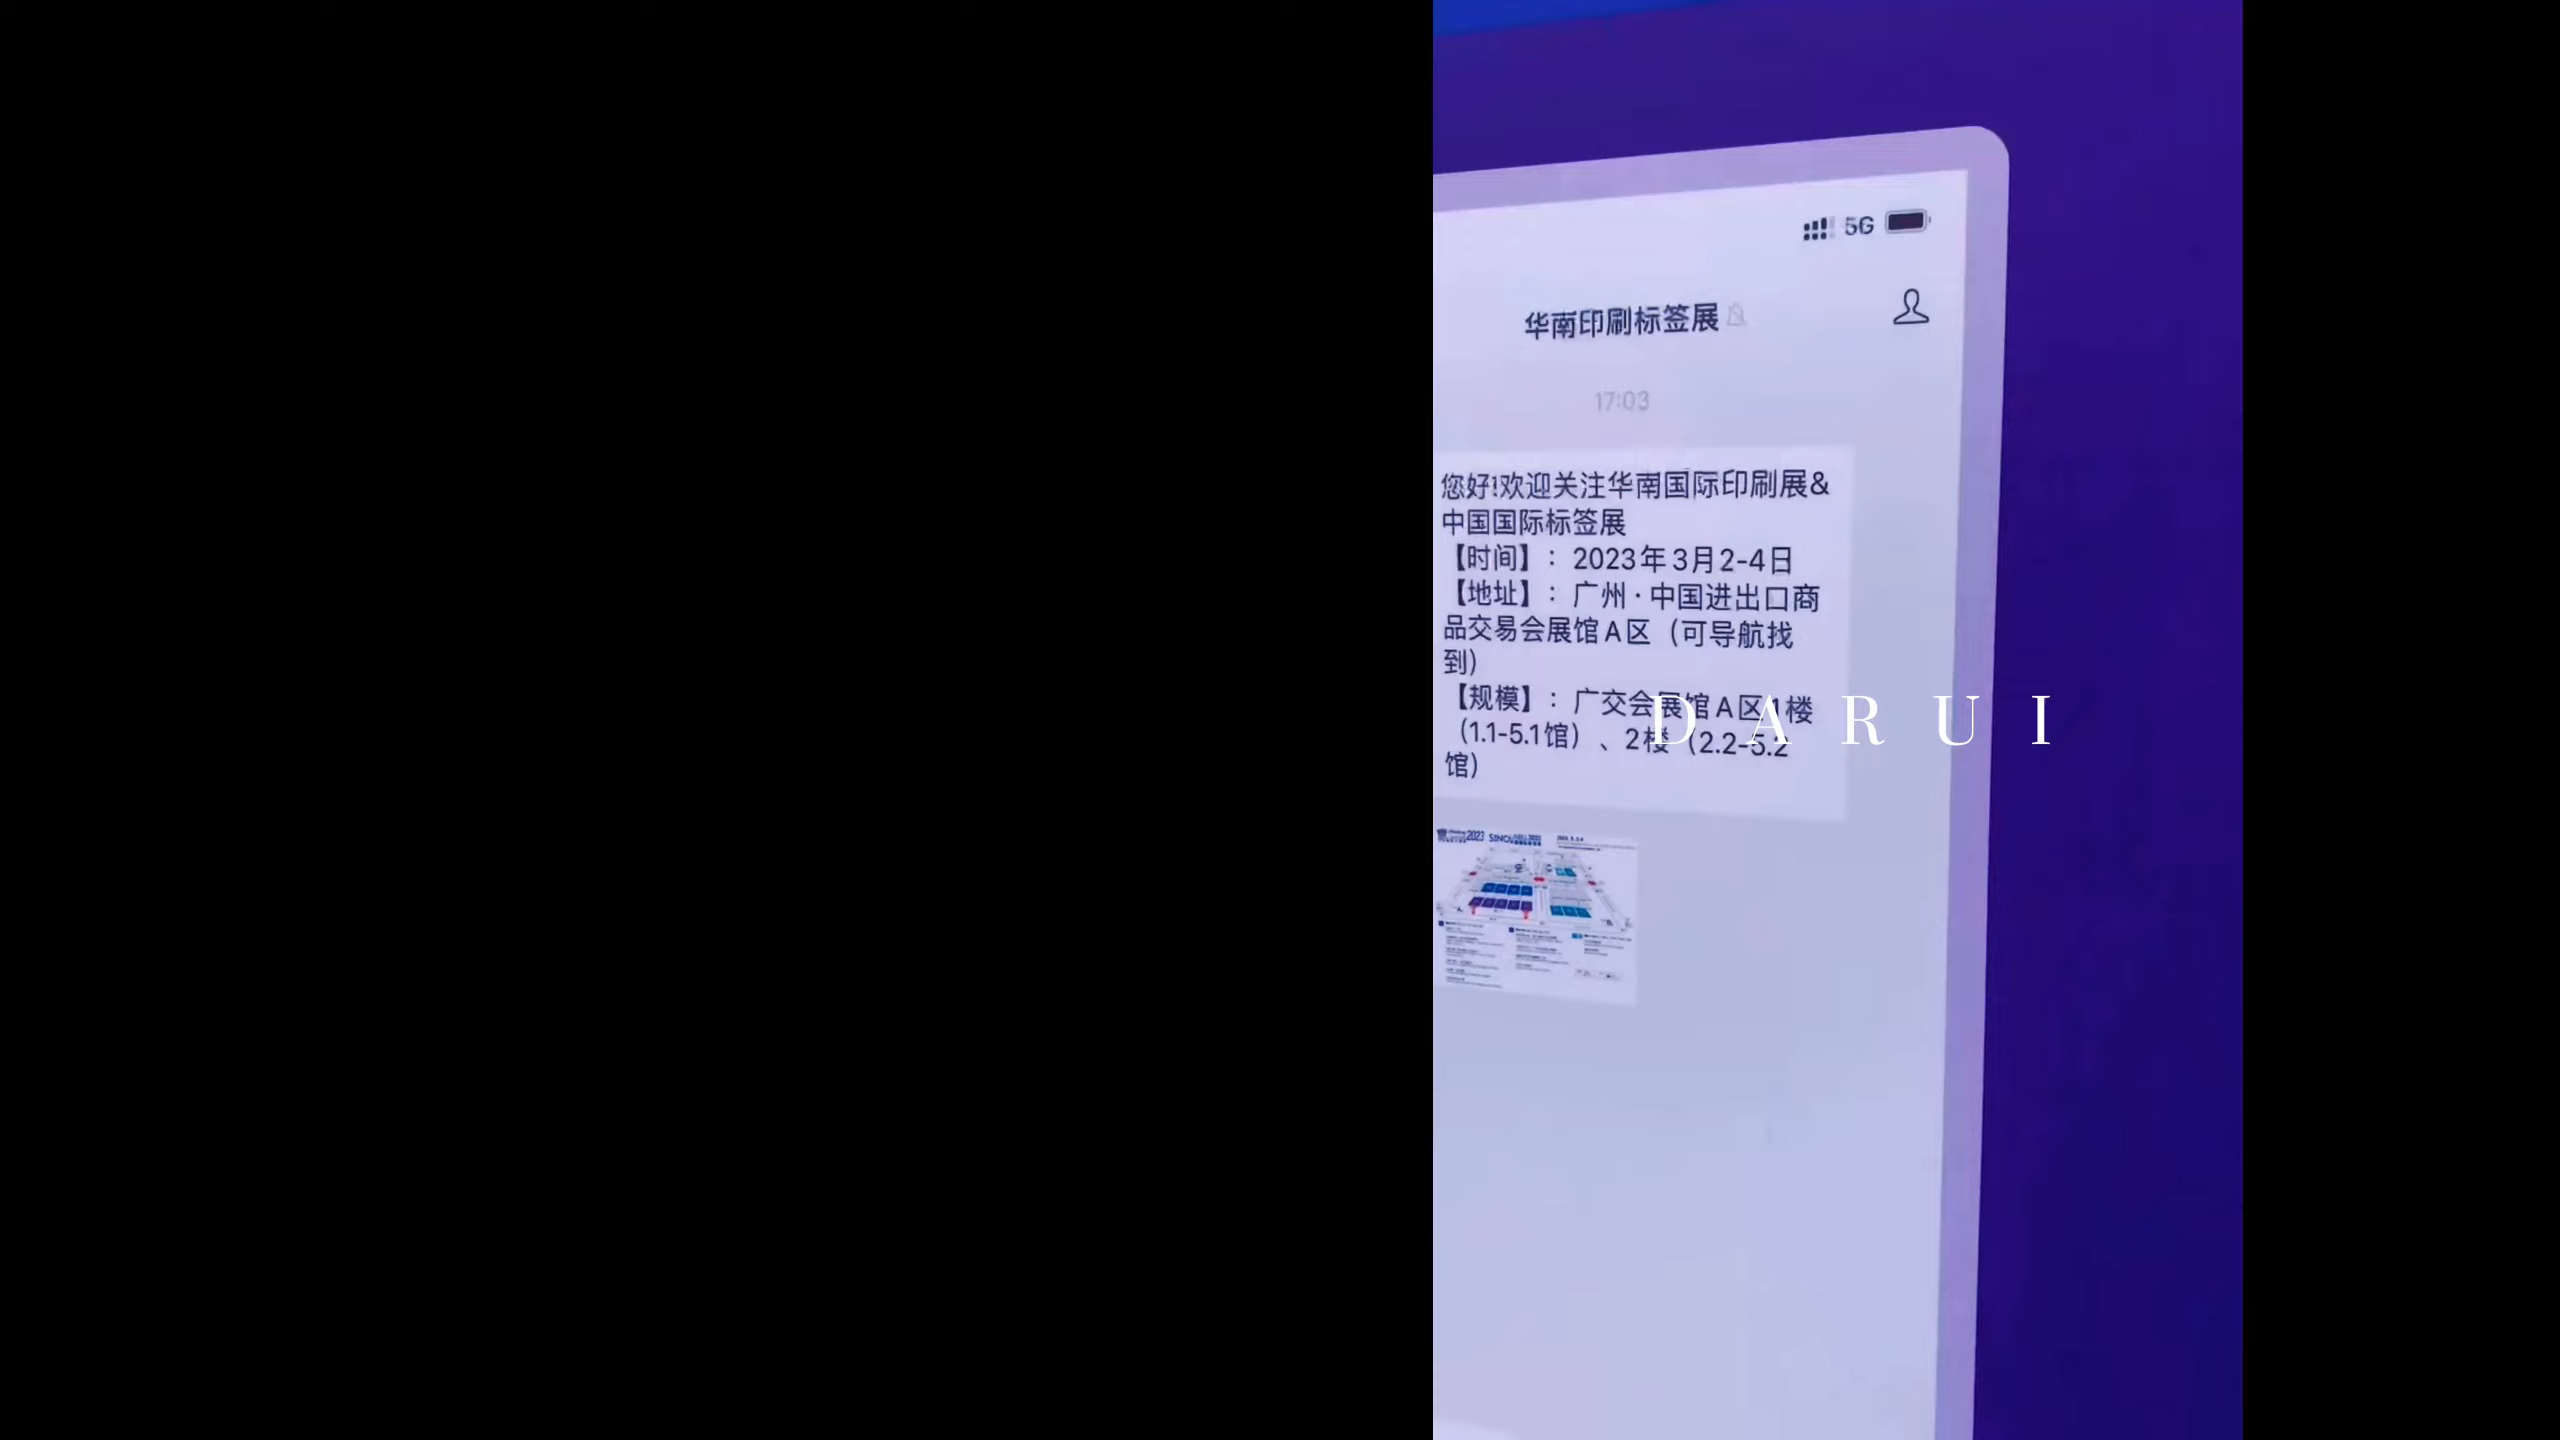 5G
华南印刷标签展
17:03
您好!欢迎关注华南国际印刷展&
中国国际标签展
【时间】：2023年3月2-4日
【地址】：广州·中国进出口商
品交易会展馆A区（可导航找
到）
【规模】：广交会展馆A区1楼
（1.1-5.1馆）、2楼（2.2-5.2
馆）
DARUI
2023